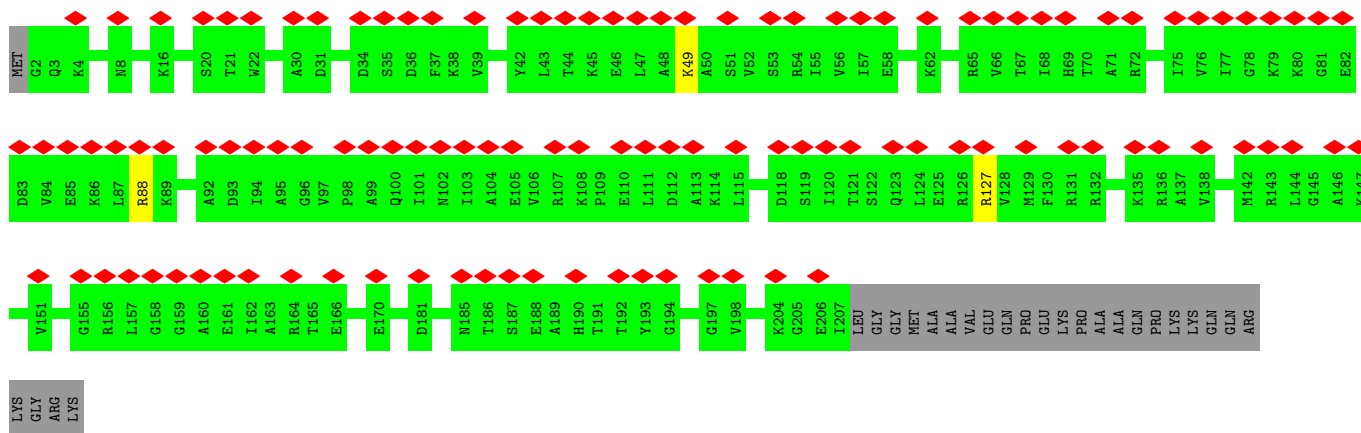 MET G2 Q3 K4 N8 K16 S20 T21 W22 A30 D31 D34 S35 D36 F37 K38 V39 Y42 L43 T44 K45 E46 L47 A48 K49 A50 S51 V52 S53 R54 I55 V56 I57 E58 K62 R65 V66 T67 I68 H69 T70 A71 R72 I75 V76 I77 G78 K79 K80 G81 E82
D83 V84 E85 K86 L87 R88 K89 A92 D93 I94 A95 G96 V97 P98 A99 Q100 I101 N102 I103 A104 E105 V106 R107 K108 P109 E110 L111 D112 A113 K114 L115 D118 S119 I120 T121 S122 Q123 L124 E125 R126 R127 V128 M129 F130 R131 R132 K135 R136 A137 V138 M142 R143 L144 G145 A146 K147
V151 G155 R156 L157 G158 G159 A160 E161 I162 A163 R164 T165 E166 E170 D181 N185 T186 S187 E188 A189 H190 T191 T192 Y193 G194 G197 V198 K204 G205 E206 I207 LEU GLY GLY MET ALA ALA VAL GLU GLN PRO GLU LYS PRO ALA ALA GLN PRO LYS LYS GLN GLN ARG
LYS GLY ARG LYS